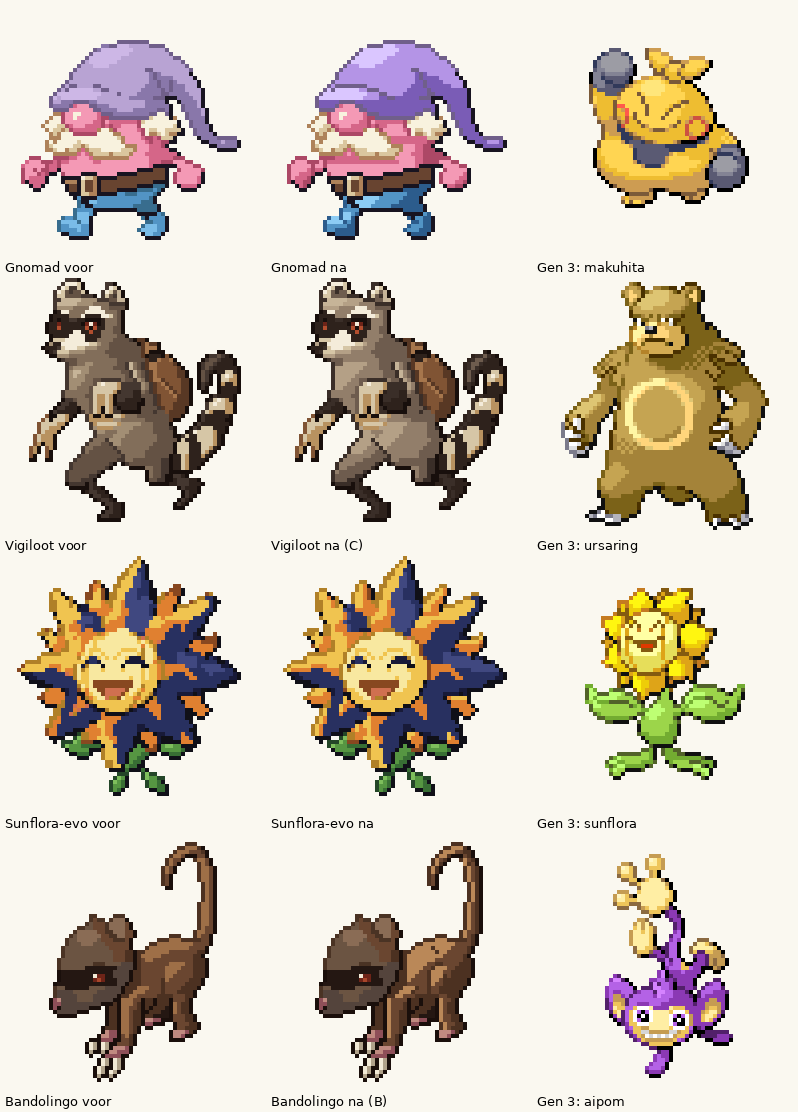 Gnomad voor
Gnomad na
Gen 3: makuhita
Vigiloot voor
Vigiloot na (C)
Gen 3: ursaring
Sunflora-evo voor
Sunflora-evo na
Gen 3: sunflora
Bandolingo voor
Bandolingo na (B)
Gen 3: aipom